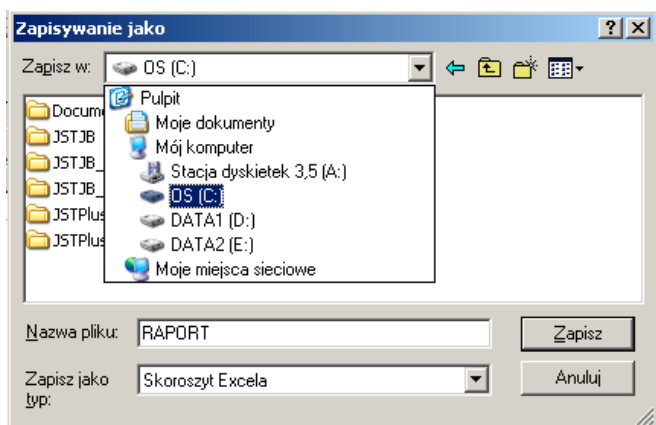 Zapisywanie jako
Zapisz w: OS (C:)
Pulpit
Moje dokumenty
Mój komputer
Stacja dyskietek 3,5 (A:)
OS (C:)
DATA1 (D:)
DATA2 (E:)
Moje miejsca sieciowe
Docum
JSTJB
JSTJB_
JSTJB_
JSTPlus
JSTPlus
Nazwa pliku: RAPORT Zapisz
Zapisz jako typ: Skoroszyt Excela Anuluj